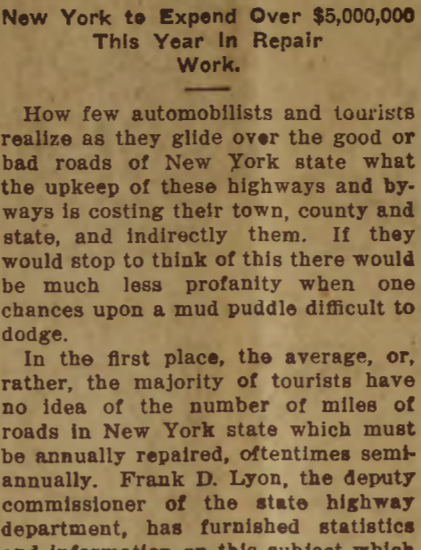 New York to Expend Over $5,000,000
This Year in Repair
Work.
How few automobilists and tourists
realize as they glide over the good or
bad roads of New York state what
the upkeep of these highways and by-
ways is costing their town, county and
state, and indirectly them. If they
would stop to think of this there would
be much less profanity when one
chances upon a mud puddle difficult to
dodge.
In the first place, the average, or,
rather, the majority of tourists have
no idea of the number of miles of
roads in New York state which must
be annually repaired, oftentimes semi-
annually. Frank D. Lyon, the deputy
commissioner of the state highway
department, has furnished statistics
and information on this subject which